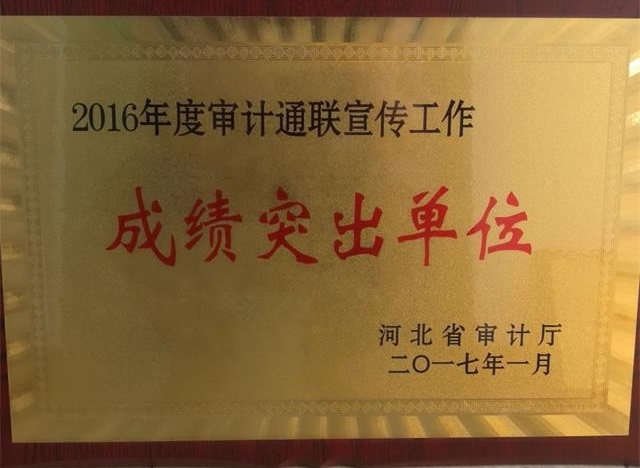 2016年度审计通联宣传工作
成绩突出单位
河北省审计厅
二〇一七年一月